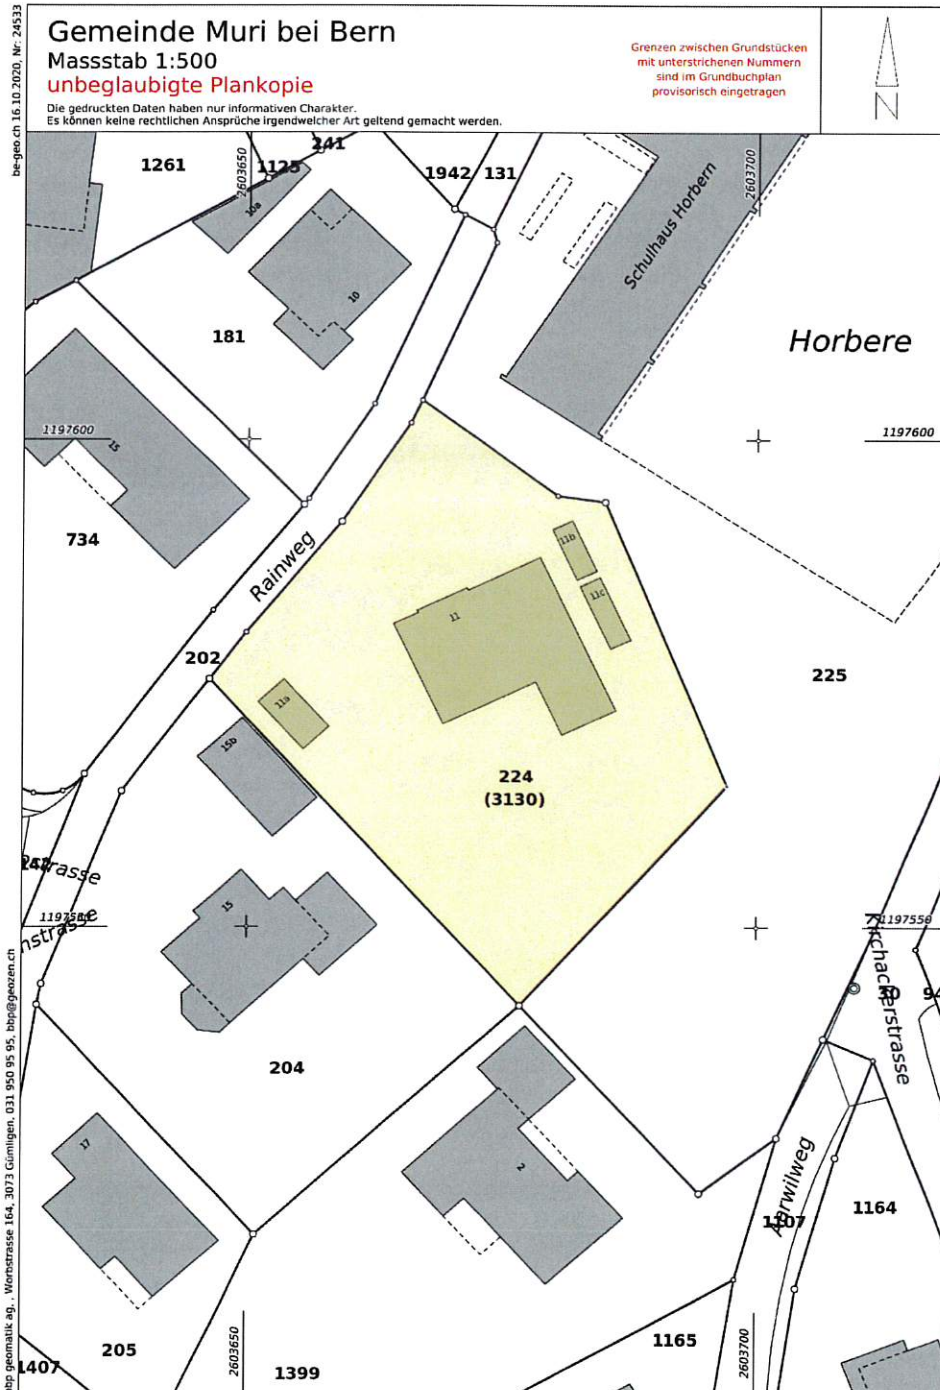 Gemeinde Muri bei Bern
Massstab 1:500
unbeglaubigte Plankopie
Die gedruckten Daten haben nur informativen Charakter.
Es können keine rechtlichen Ansprüche irgendwelcher Art geltend gemacht werden.
Grenzen zwischen Grundstücken
mit unterstrichenen Nummern
sind im Grundbuchplan
provisorisch eingetragen
N
be-geo.ch 16.10.2020, Nr: 24533
1261
1125
241
1942
131
2603650
2603700
10a
10
Schulhaus Horbern
181
Horbere
1197600
1197600
15
734
Rainweg
11b
11c
11
202
225
11a
15b
224
(3130)
1197550
15
1197550
30
94
Aarwilweg
204
17
2
1107
1164
2603650
2603700
205
1165
1407
1399
bbp geomatik ag, , Worbstrasse 164, 3073 Gümligen, 031 950 95 95, bbp@geozen.ch